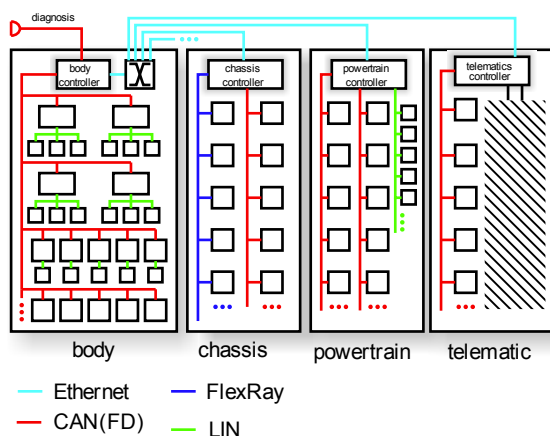 diagnosis
body
controller
chassis
controller
powertrain
controller
telematics
controller
body
chassis
powertrain
telematic
Ethernet
FlexRay
CAN(FD)
LIN